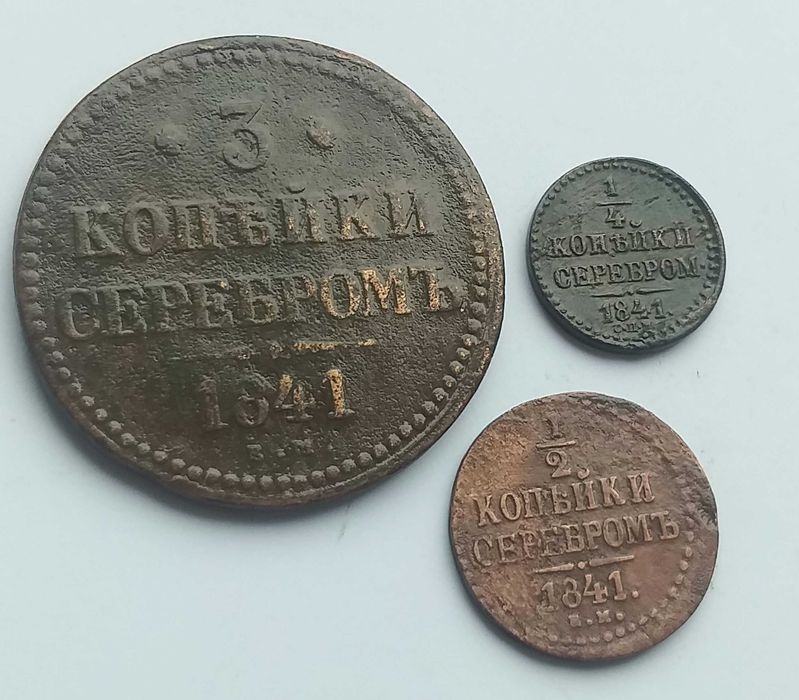 3
КОПѢЙКИ
СЕРЕБРОМЪ
1841
Е.М
1/4
КОПѢЙКИ
СЕРЕБРОМ
1841.
С.П.М
1/2
КОПѢЙКИ
СЕРЕБРОМЪ
1841.